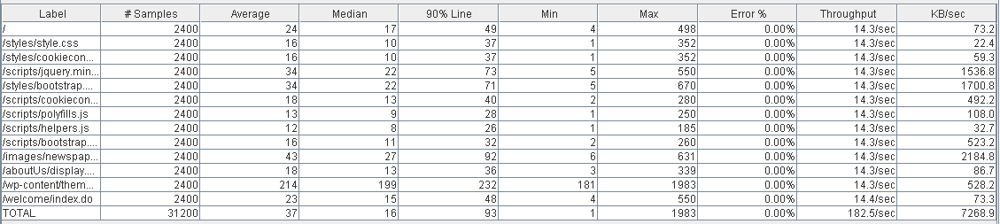 Label # Samples Average Median 90% Line Min Max Error % Throughput KB/sec
/ 2400 24 17 49 4 498 0.00% 14.3/sec 73.2
/styles/style.css 2400 16 10 37 1 352 0.00% 14.3/sec 22.4
/styles/cookiecon... 2400 16 10 37 1 352 0.00% 14.3/sec 59.3
/scripts/jquery.min... 2400 34 22 73 5 550 0.00% 14.3/sec 1536.8
/styles/bootstrap.... 2400 34 22 71 5 670 0.00% 14.3/sec 1700.8
/scripts/cookiecon... 2400 18 13 40 2 280 0.00% 14.3/sec 492.2
/scripts/polyfills.js 2400 13 9 28 1 250 0.00% 14.3/sec 108.0
/scripts/helpers.js 2400 12 8 26 1 185 0.00% 14.3/sec 32.7
/scripts/bootstrap.... 2400 16 11 32 2 260 0.00% 14.3/sec 523.2
/images/newspap... 2400 43 27 92 6 631 0.00% 14.3/sec 2184.8
/aboutUs/display.... 2400 18 13 36 3 339 0.00% 14.3/sec 86.7
/wp-content/them... 2400 214 199 232 181 1983 0.00% 14.3/sec 528.2
/welcome/index.do 2400 23 15 48 4 550 0.00% 14.4/sec 73.3
TOTAL 31200 37 16 93 1 1983 0.00% 182.5/sec 7268.9